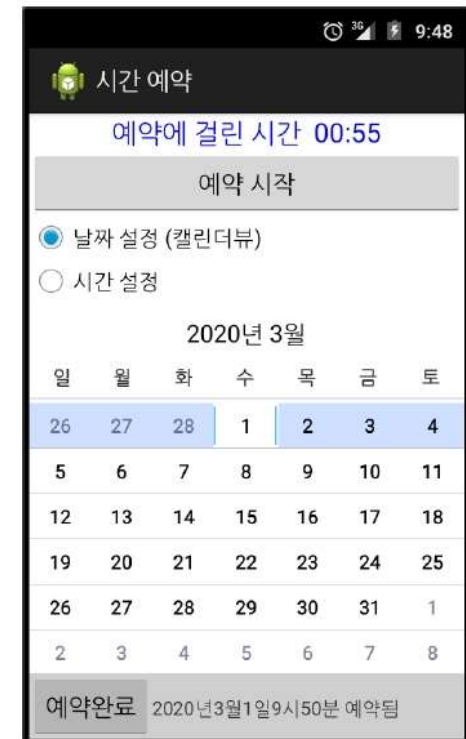 3G 9:48
시간 예약
예약에 걸린 시간 00:55
예약 시작
날짜 설정 (캘린더뷰)
시간 설정
2020년 3월
일 월 화 수 목 금 토
26 27 28 1 2 3 4
5 6 7 8 9 10 11
12 13 14 15 16 17 18
19 20 21 22 23 24 25
26 27 28 29 30 31 1
2 3 4 5 6 7 8
예약완료 2020년3월1일9시50분 예약됨